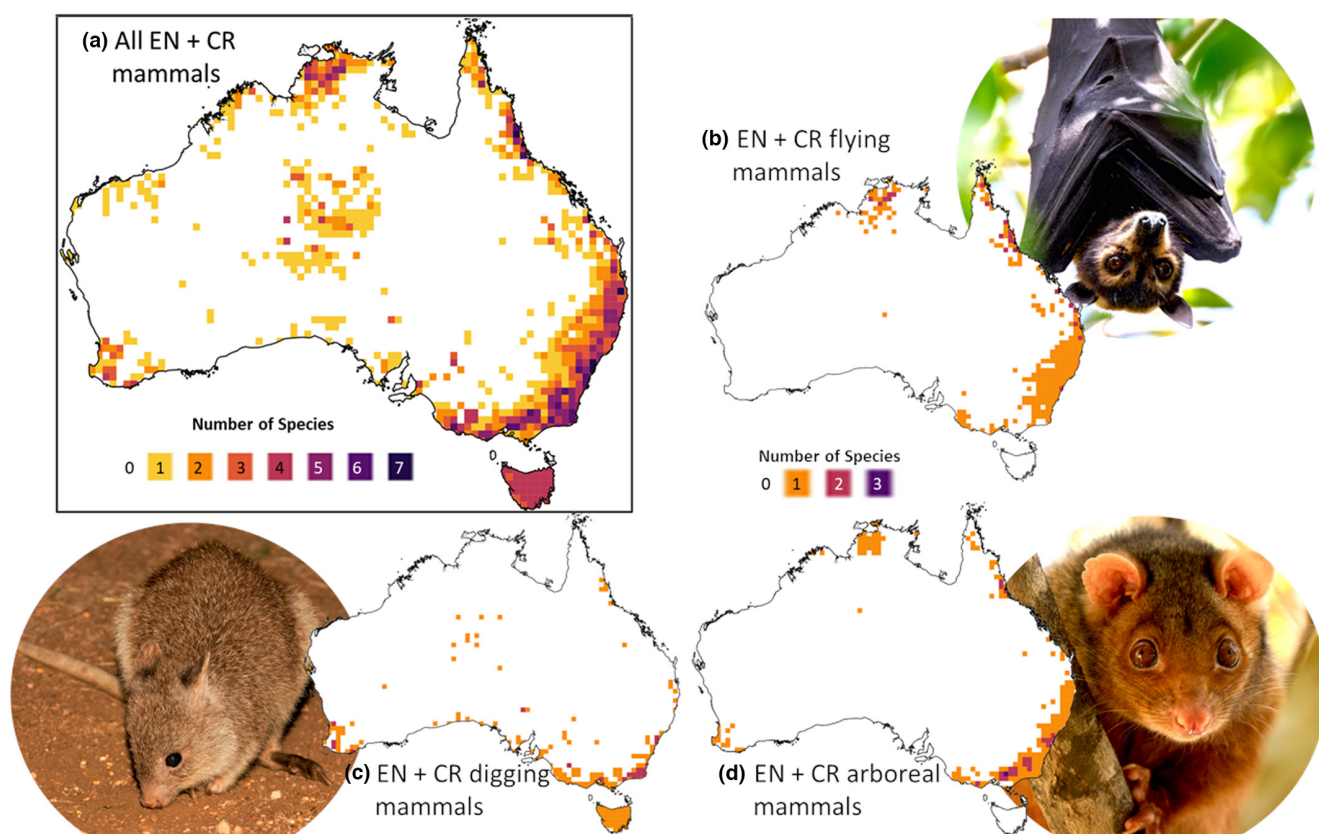 (a) All EN + CR
mammals
Number of Species
0 1 2 3 4 5 6 7
(b) EN + CR flying
mammals
Number of Species
0 1 2 3
(c) EN + CR digging
mammals
(d) EN + CR arboreal
mammals